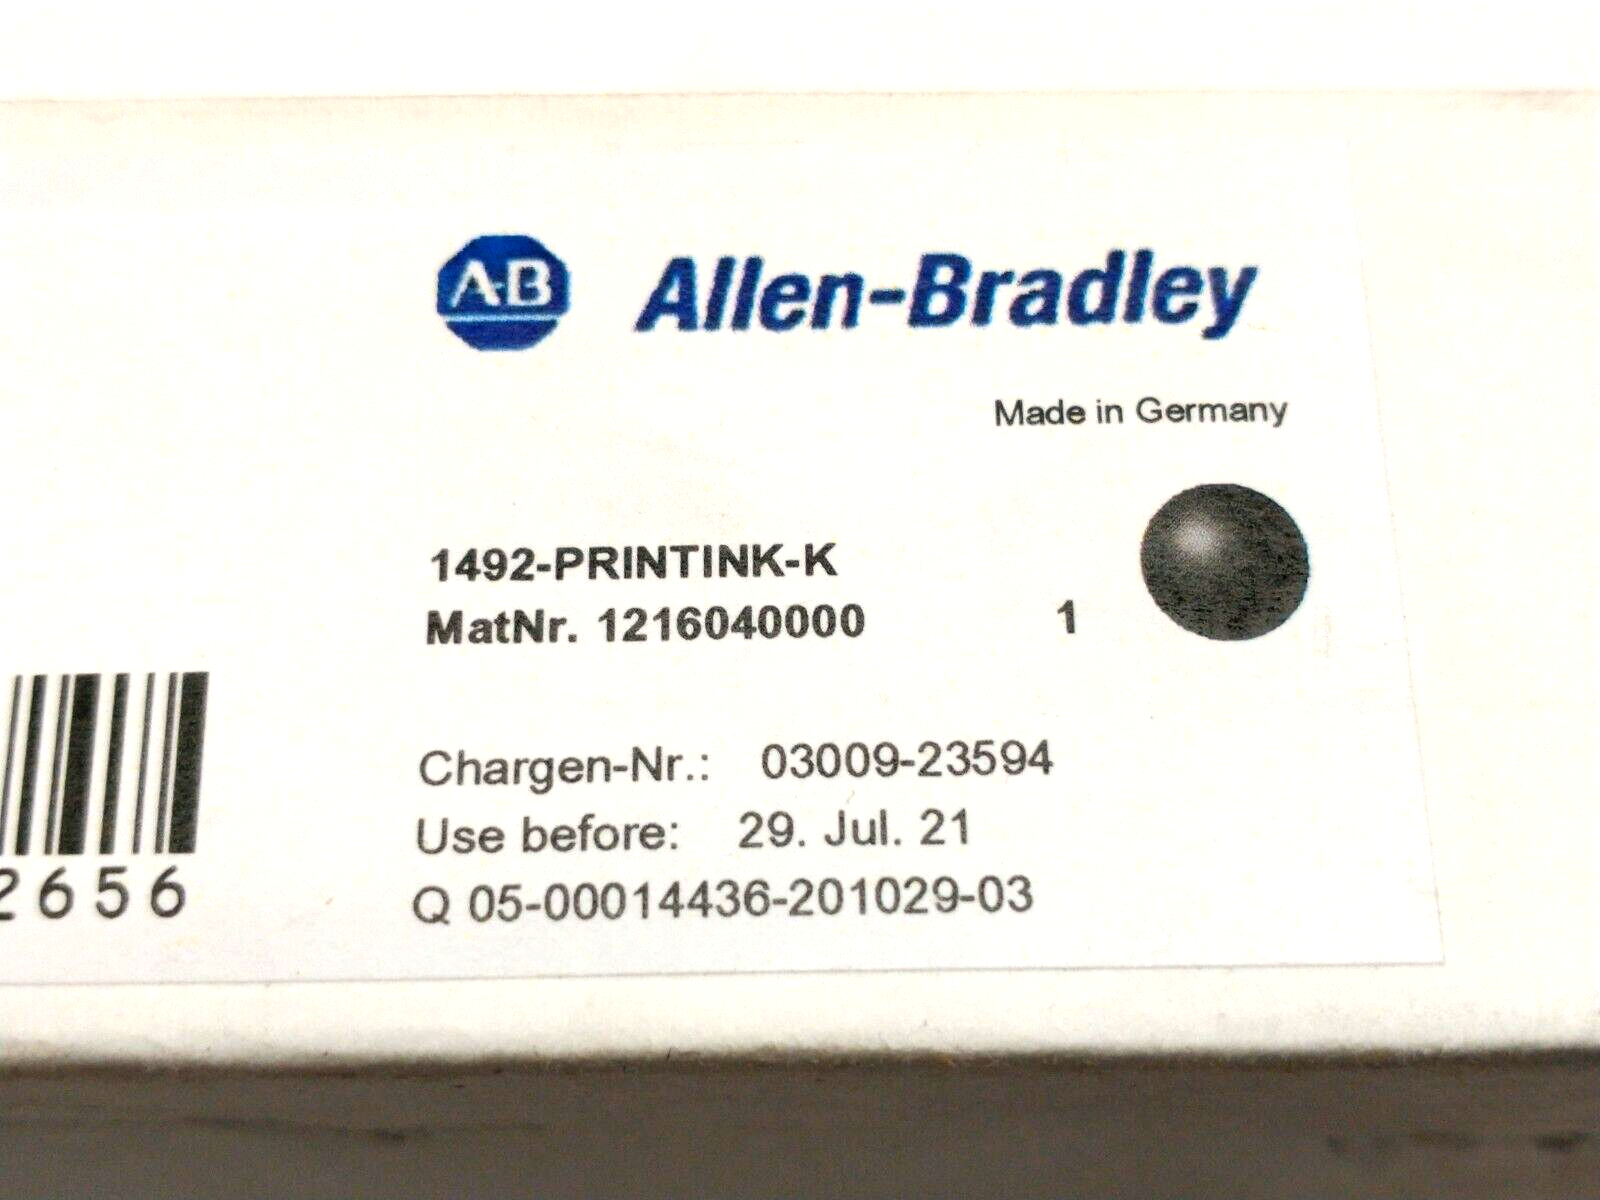 A-B Allen-Bradley
Made in Germany
1492-PRINTINK-K
MatNr. 1216040000 1
Chargen-Nr.: 03009-23594
Use before: 29. Jul. 21
Q 05-00014436-201029-03
2656